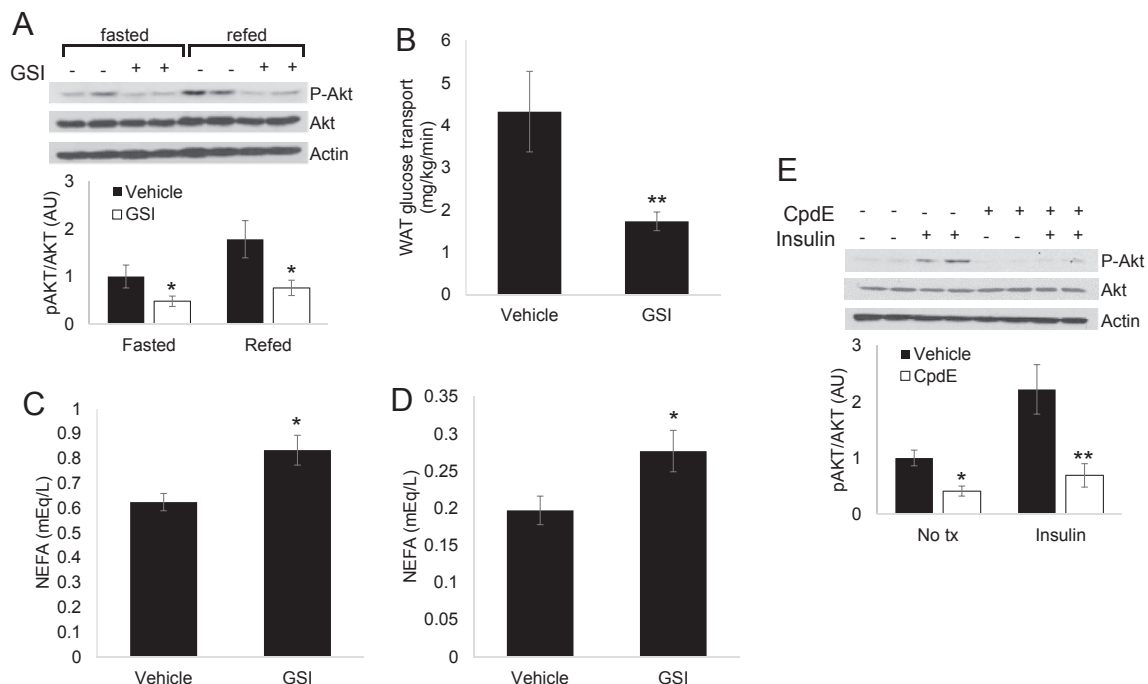 A
fasted refed
GSI - - + + - - + +
P-Akt
Akt
Actin
pAKT/AKT (AU)
3
2
1
0
Vehicle
GSI
*
*
Fasted Refed
B
WAT glucose transport
(mg/kg/min)
6
5
4
3
2
1
0
**
Vehicle GSI
C
NEFA (mEq/L)
1
0.9
0.8
0.7
0.6
0.5
0.4
0.3
0.2
0.1
0
*
Vehicle GSI
D
NEFA (mEq/L)
0.35
0.3
0.25
0.2
0.15
0.1
0.05
0
*
Vehicle GSI
E
CpdE - - - - + + + +
Insulin - - + + - - + +
P-Akt
Akt
Actin
pAKT/AKT (AU)
3
2
1
0
Vehicle
CpdE
*
**
No tx Insulin